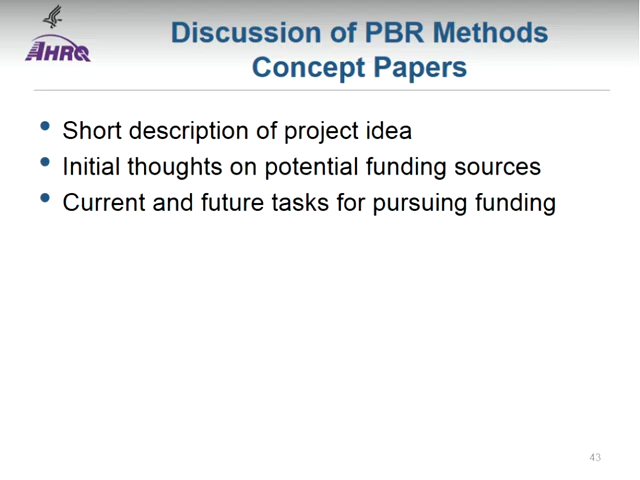 Discussion of PBR Methods
Concept Papers
AHRQ
• Short description of project idea
• Initial thoughts on potential funding sources
• Current and future tasks for pursuing funding
43